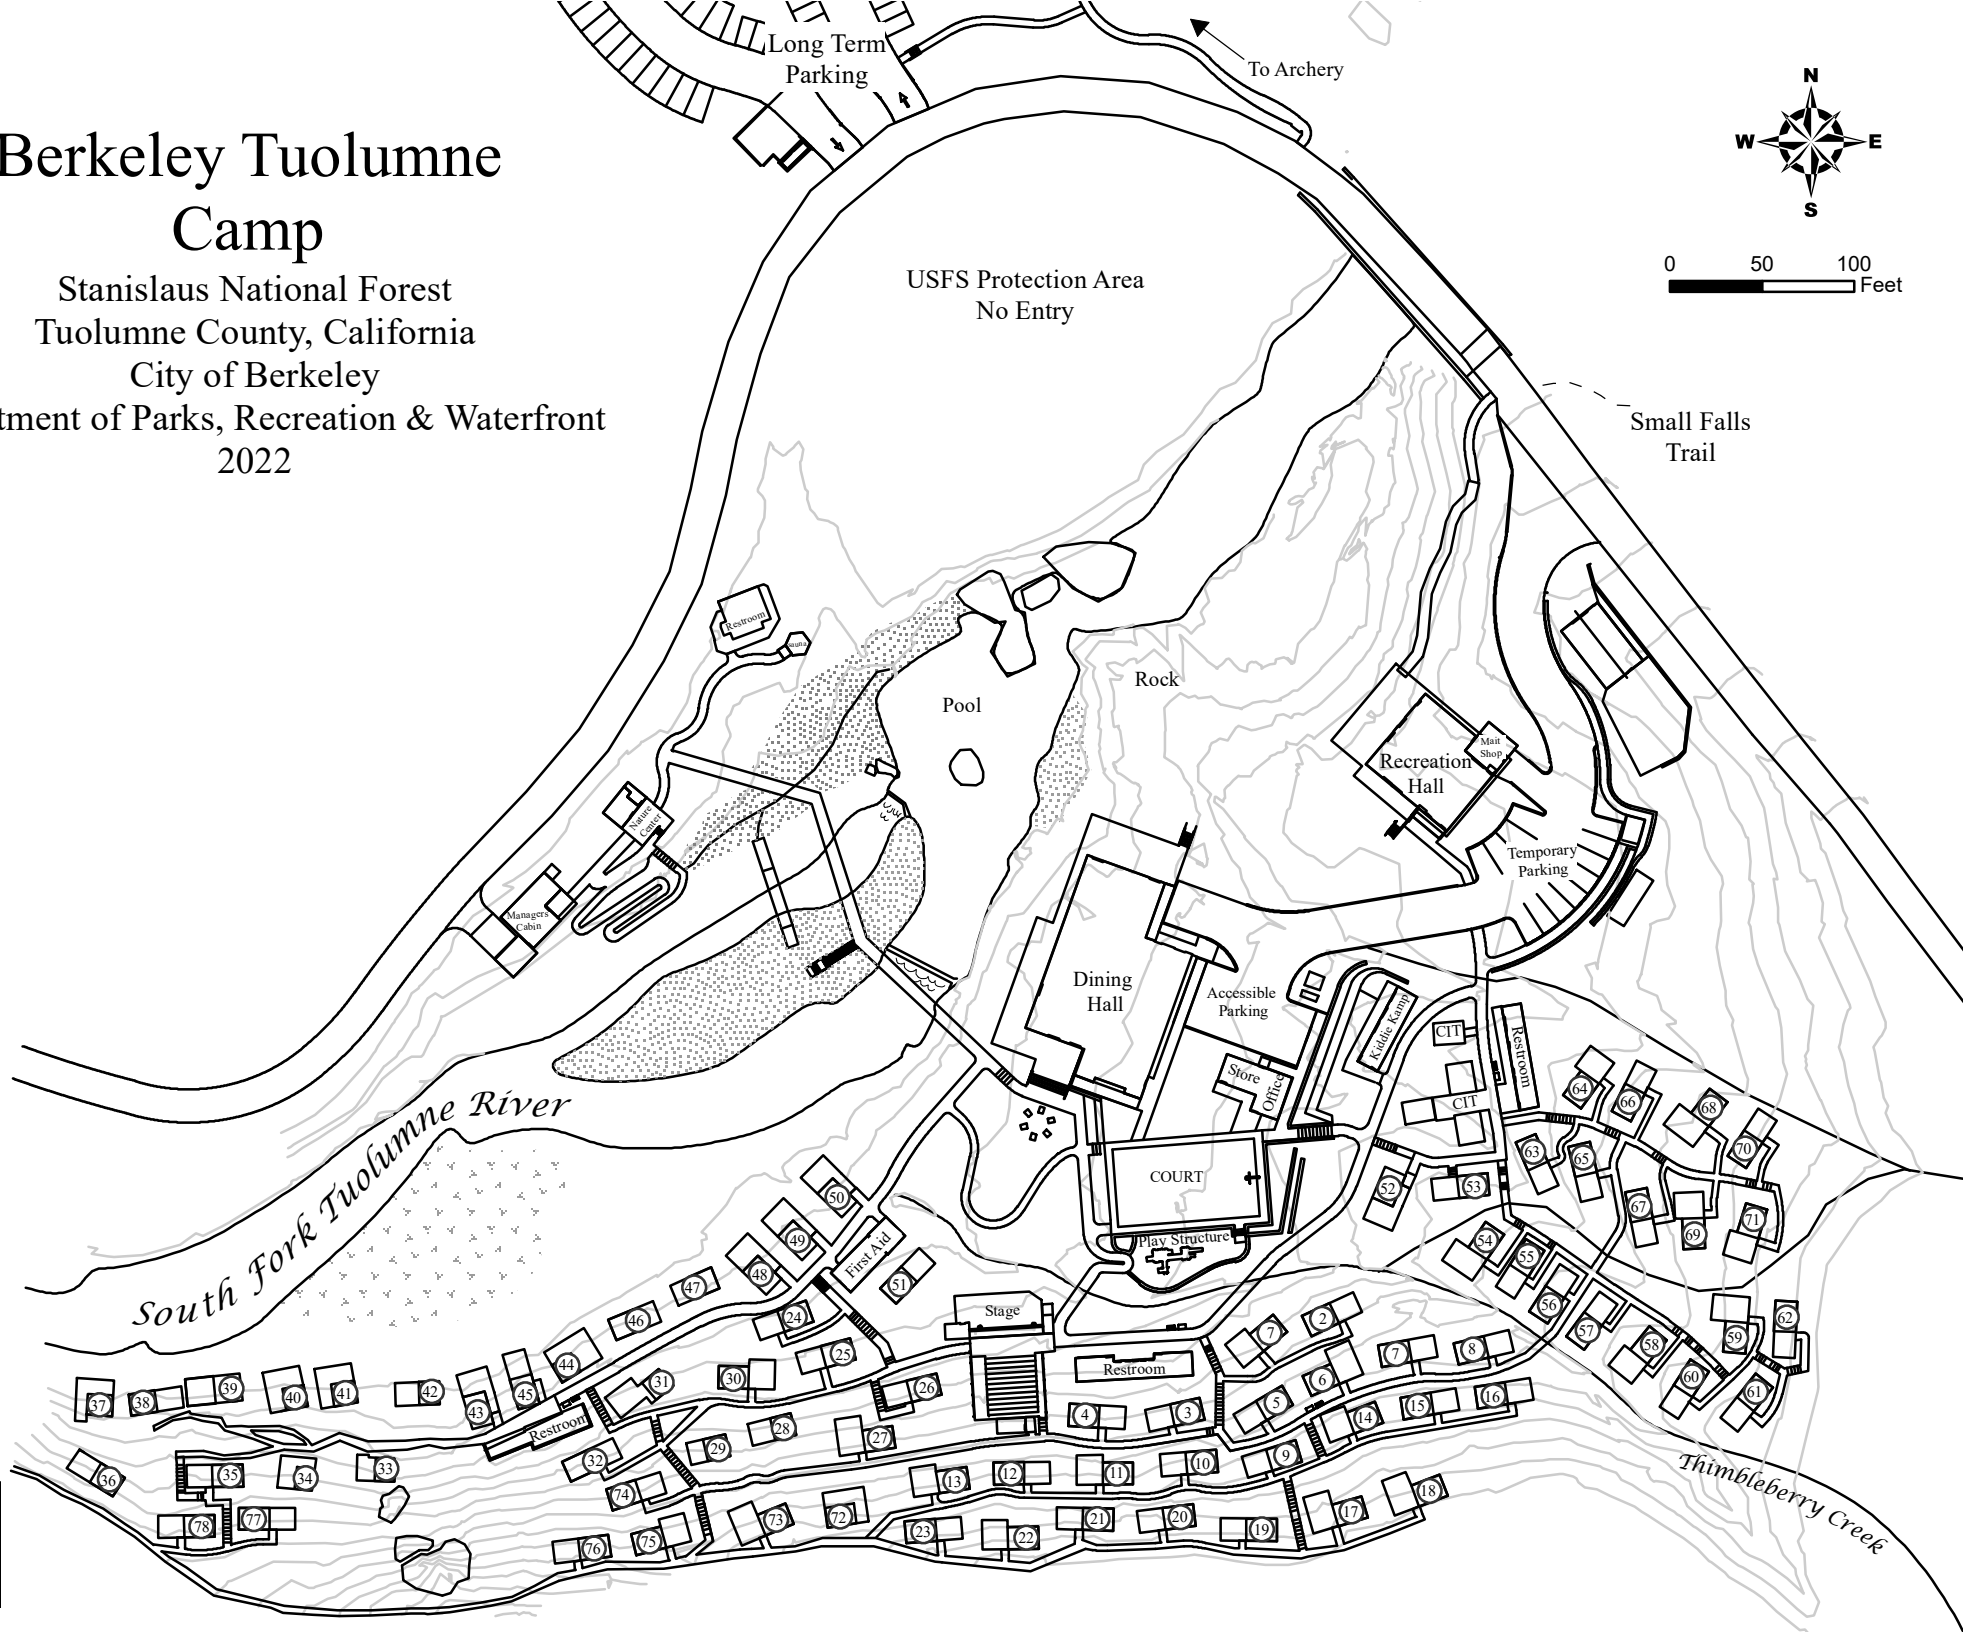 Long Term
Parking
To Archery
Berkeley Tuolumne
Camp
Stanislaus National Forest
Tuolumne County, California
City of Berkeley
tment of Parks, Recreation & Waterfront
2022
N
W
E
S
0 50 100
Feet
USFS Protection Area
No Entry
Small Falls
Trail
Restroom
Sauna
Pool
Rock
Mait
Shop
Recreation
Hall
Nature
Center
Temporary
Parking
Managers
Cabin
Dining
Hall
Accessible
Parking
Kiddie Kamp
CIT
Restroom
Store
Office
CIT
South Fork Tuolumne River
COURT
Play Structure
First Aid
Stage
Restroom
Restroom
Thimbleberry Creek
64
66
68
63
65
70
52
53
67
69
71
50
49
48
47
46
51
54
55
56
57
58
59
62
60
61
24
25
7
2
44
45
43
42
41
40
39
38
37
31
30
26
6
7
8
4
3
5
14
15
16
28
29
27
32
33
34
35
36
13
12
11
10
9
74
73
72
23
22
21
20
19
17
18
78
77
76
75